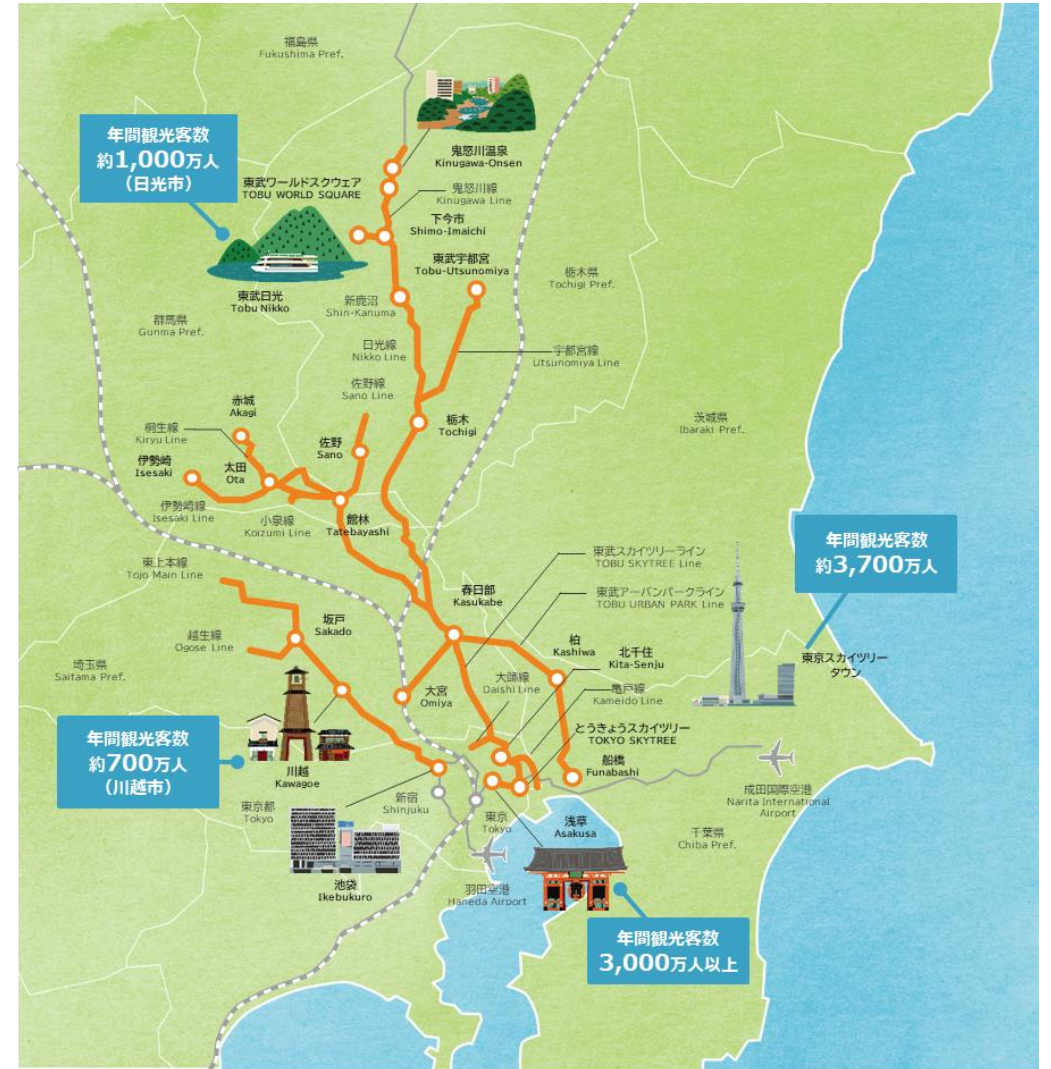 福島県
Fukushima Pref.
年間観光客数
約1,000万人
（日光市）
鬼怒川温泉
Kinugawa-Onsen
東武ワールドスクウェア
TOBU WORLD SQUARE
鬼怒川線
Kinugawa Line
下今市
Shimo-Imaichi
東武宇都宮
Tobu-Utsunomiya
栃木県
Tochigi Pref.
東武日光
Tobu Nikko
新鹿沼
Shin-Kanuma
群馬県
Gunma Pref.
日光線
Nikko Line
宇都宮線
Utsunomiya Line
佐野線
Sano Line
赤城
Akagi
栃木
Tochigi
茨城県
Ibaraki Pref.
桐生線
Kiryu Line
佐野
Sano
伊勢崎
Isesaki
太田
Ota
伊勢崎線
Isesaki Line
小泉線
Koizumi Line
館林
Tatebayashi
東上本線
Tojo Main Line
東武スカイツリーライン
TOBU SKYTREE Line
年間観光客数
約3,700万人
春日部
Kasukabe
東武アーバンパークライン
TOBU URBAN PARK Line
坂戸
Sakado
越生線
Ogose Line
柏
Kashiwa
北千住
Kita-Senju
東京スカイツリー
タウン
埼玉県
Saitama Pref.
大宮
Omiya
大師線
Daishi Line
亀戸線
Kameido Line
とうきょうスカイツリー
TOKYO SKYTREE
年間観光客数
約700万人
（川越市）
川越
Kawagoe
船橋
Funabashi
成田国際空港
Narita International
Airport
東京都
Tokyo
新宿
Shinjuku
東京
Tokyo
浅草
Asakusa
千葉県
Chiba Pref.
池袋
Ikebukuro
羽田空港
Haneda Airport
年間観光客数
3,000万人以上